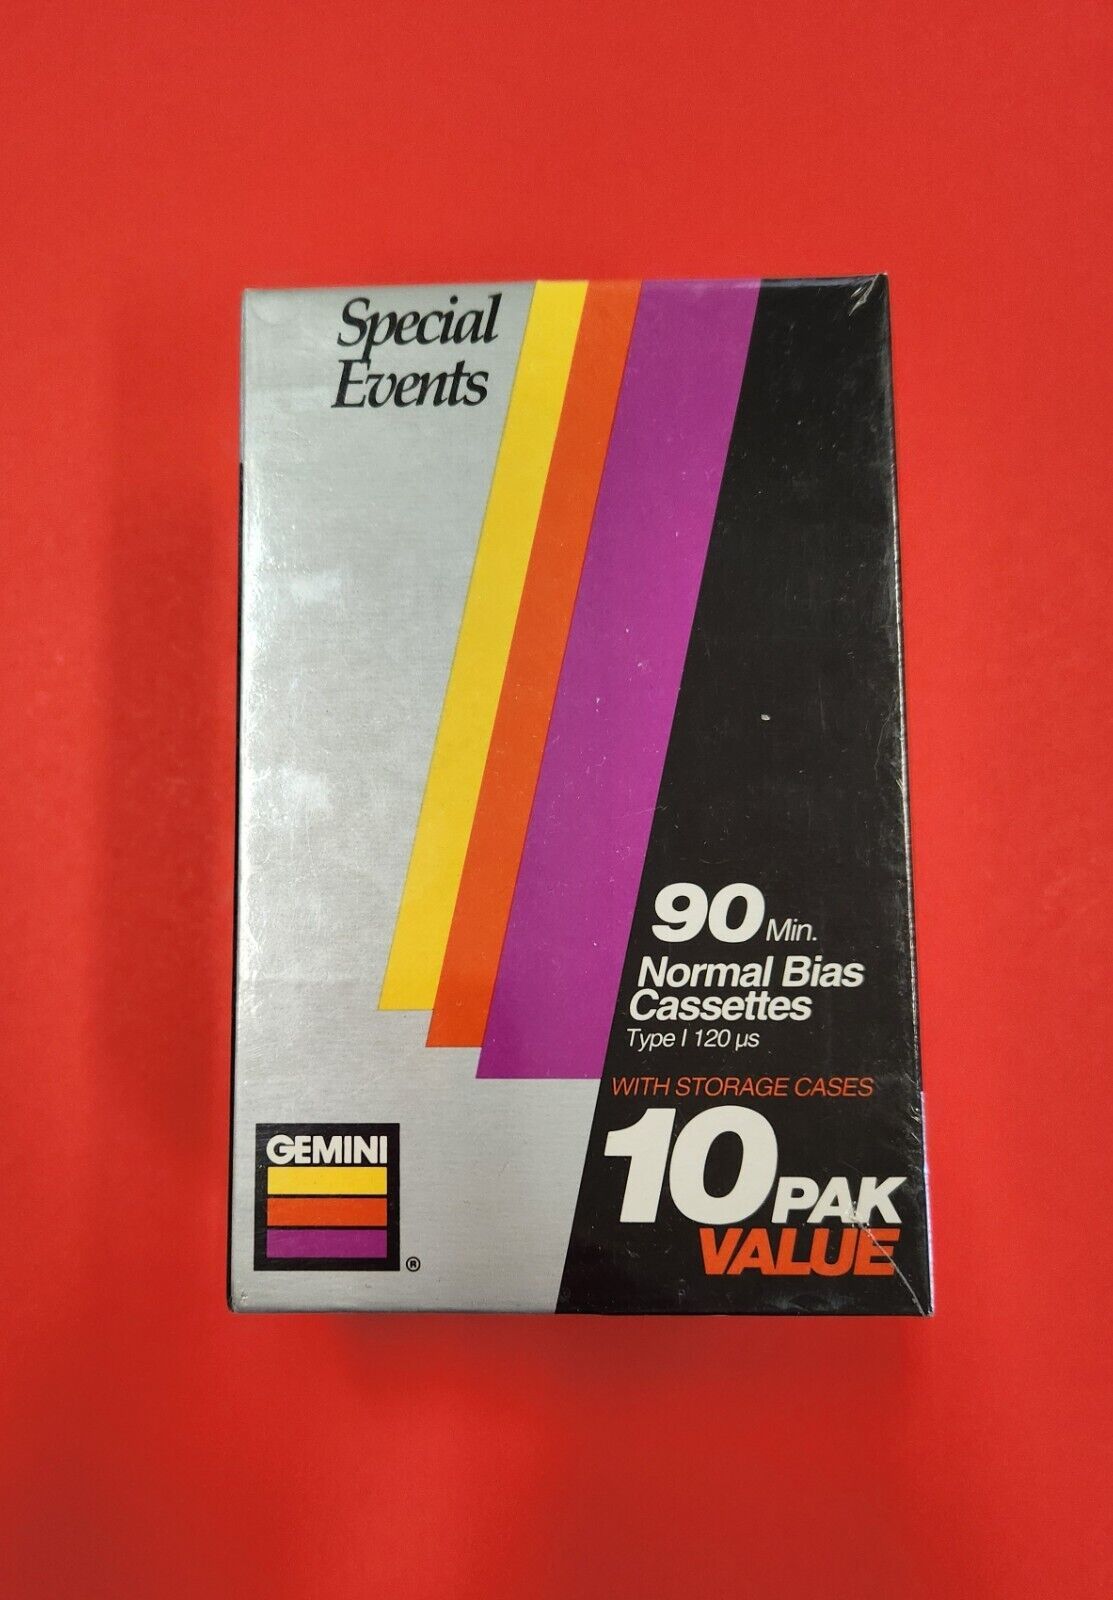 Special
Events
90 Min.
Normal Bias
Cassettes
Type I 120 µs
WITH STORAGE CASES
10 PAK
VALUE
GEMINI
®